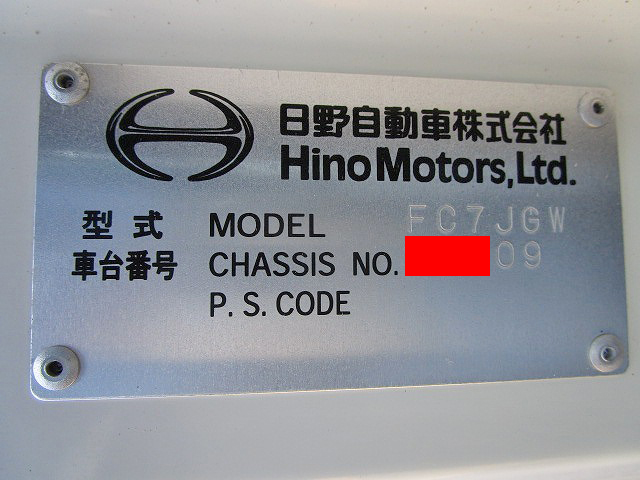 日野自動車株式会社
Hino Motors, Ltd.
型式 MODEL FC7JGW
車台番号 CHASSIS NO. 09
P. S. CODE